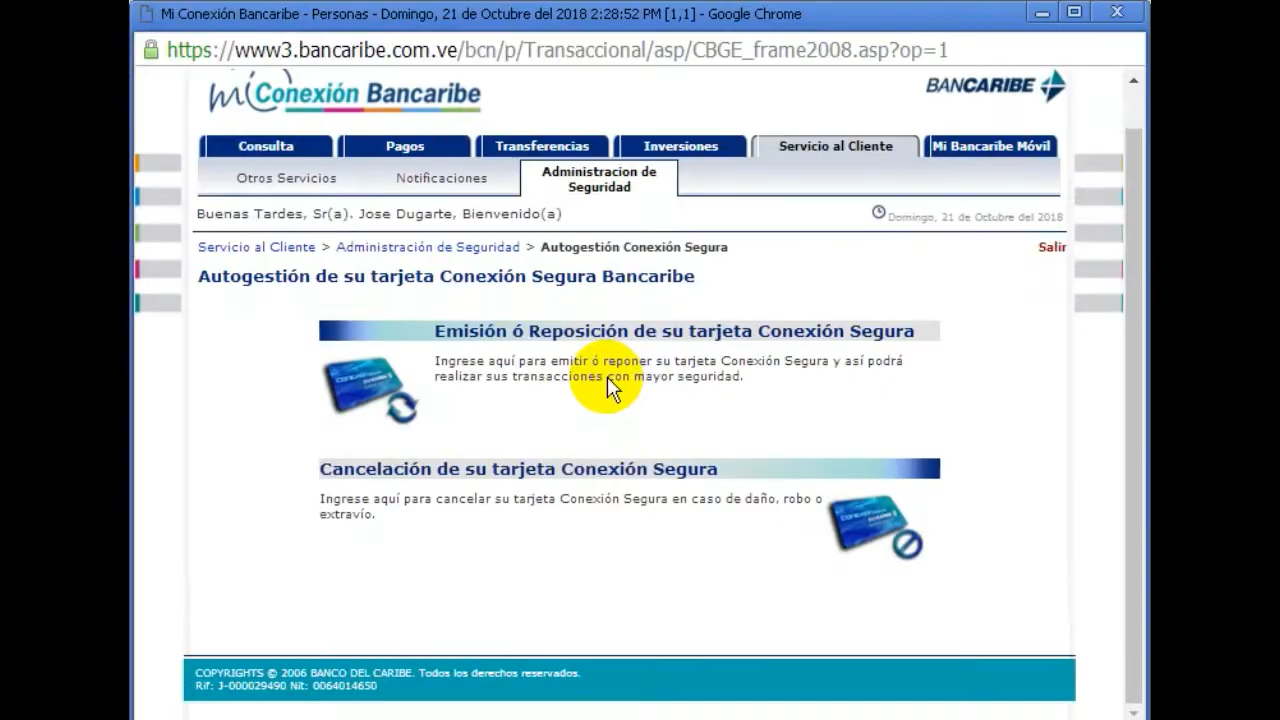 Mi Conexión Bancaribe - Personas - Domingo, 21 de Octubre del 2018 2:28:52 PM [1,1] - Google Chrome
https://www3.bancaribe.com.ve/bcn/p/Transaccional/asp/CBGE_frame2008.asp?op=1
mi Conexión Bancaribe
BANCARIBE
Consulta Pagos Transferencias Inversiones Servicio al Cliente Mi Bancaribe Móvil
Otros Servicios Notificaciones Administracion de Seguridad
Buenas Tardes, Sr(a). Jose Dugarte, Bienvenido(a)
Domingo, 21 de Octubre del 2018
Servicio al Cliente > Administración de Seguridad > Autogestión Conexión Segura
Salir
Autogestión de su tarjeta Conexión Segura Bancaribe
Emisión ó Reposición de su tarjeta Conexión Segura
Ingrese aquí para emitir ó reponer su tarjeta Conexión Segura y así podrá
realizar sus transacciones con mayor seguridad.
Cancelación de su tarjeta Conexión Segura
Ingrese aquí para cancelar su tarjeta Conexión Segura en caso de daño, robo o
extravío.
COPYRIGHTS © 2006 BANCO DEL CARIBE. Todos los derechos reservados.
Rif: J-000029490 Nit: 0064014650